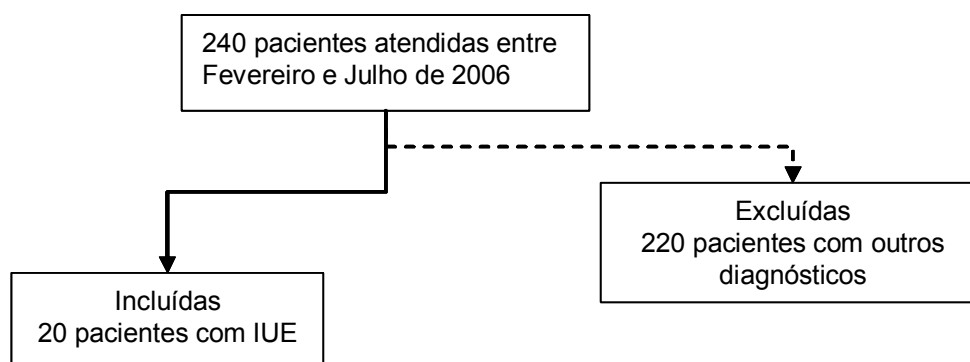 240 pacientes atendidas entre
Fevereiro e Julho de 2006
Excluídas
220 pacientes com outros
diagnósticos
Incluídas
20 pacientes com IUE